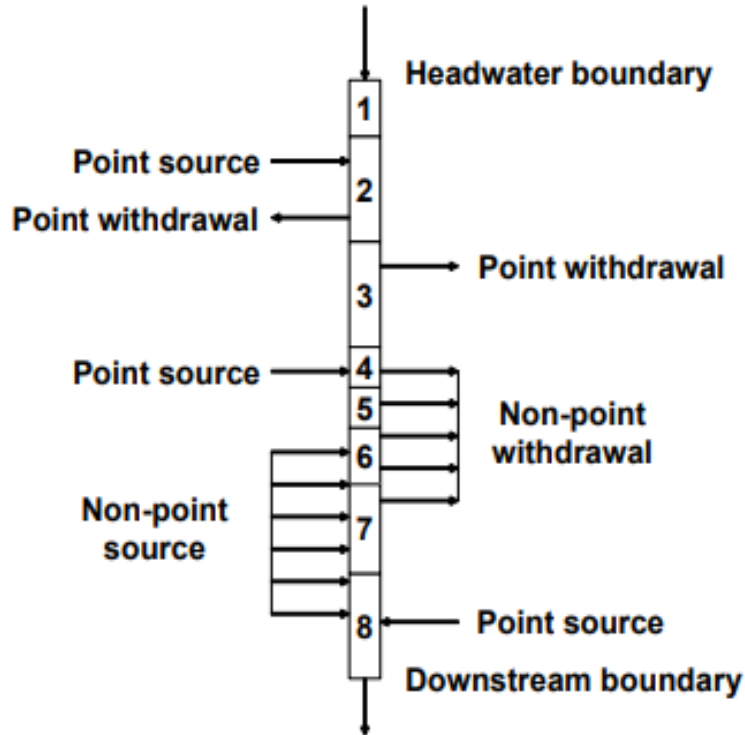 Headwater boundary
1
Point source
2
Point withdrawal
Point withdrawal
3
Point source
4
5
Non-point
withdrawal
6
Non-point
source
7
8
Point source
Downstream boundary